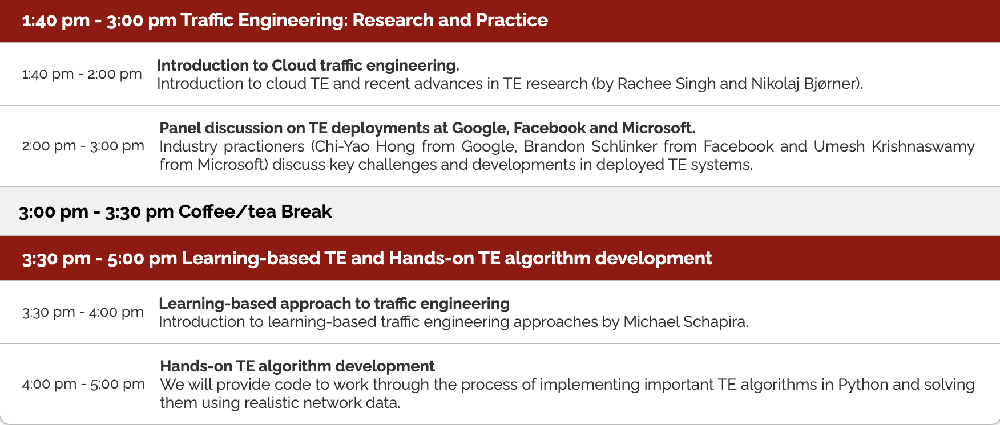 1:40 pm - 3:00 pm Traffic Engineering: Research and Practice
1:40 pm - 2:00 pm
Introduction to Cloud traffic engineering.
Introduction to cloud TE and recent advances in TE research (by Rachee Singh and Nikolaj Bjørner).
2:00 pm - 3:00 pm
Panel discussion on TE deployments at Google, Facebook and Microsoft.
Industry practioners (Chi-Yao Hong from Google, Brandon Schlinker from Facebook and Umesh Krishnaswamy
from Microsoft) discuss key challenges and developments in deployed TE systems.
3:00 pm - 3:30 pm Coffee/tea Break
3:30 pm - 5:00 pm Learning-based TE and Hands-on TE algorithm development
3:30 pm - 4:00 pm
Learning-based approach to traffic engineering
Introduction to learning-based traffic engineering approaches by Michael Schapira.
4:00 pm - 5:00 pm
Hands-on TE algorithm development
We will provide code to work through the process of implementing important TE algorithms in Python and solving
them using realistic network data.